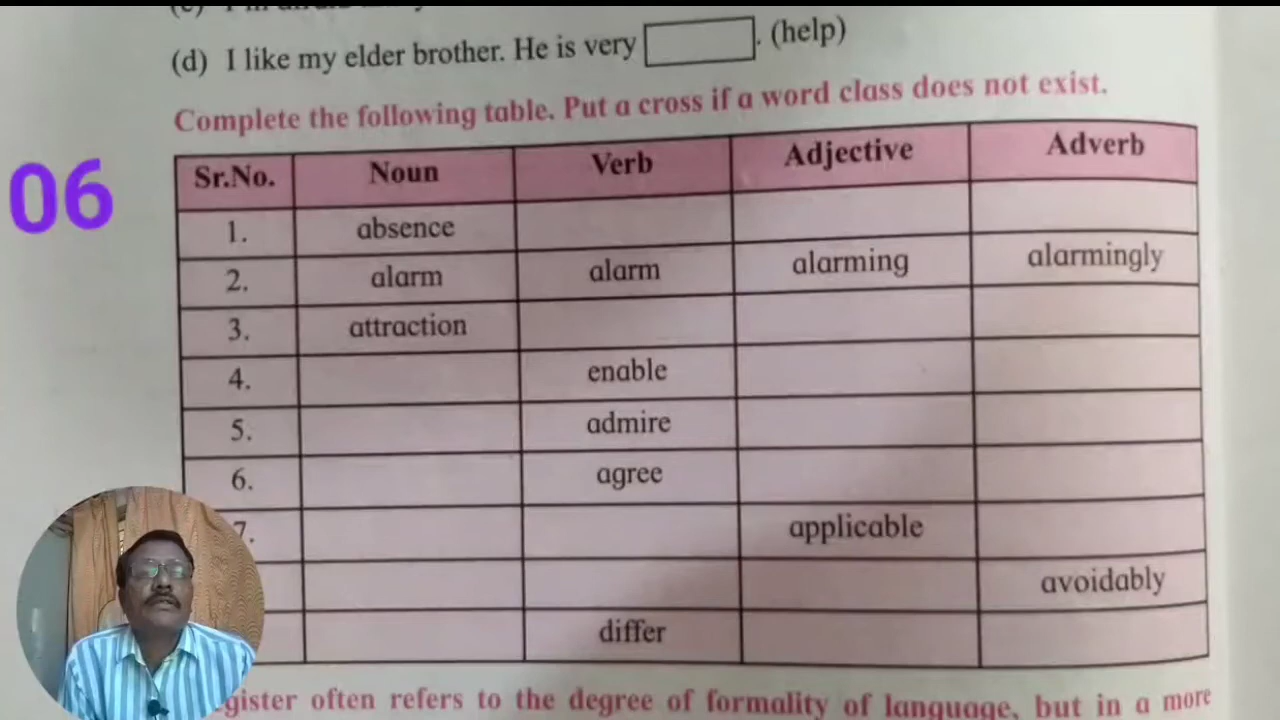 (d) I like my elder brother. He is very . (help)
Complete the following table. Put a cross if a word class does not exist.
06
Sr.No. Noun Verb Adjective Adverb
1. absence
2. alarm alarm alarming alarmingly
3. attraction
4. enable
5. admire
6. agree
7. applicable
avoidably
differ
often refers to the degree of formality of language, but in a more